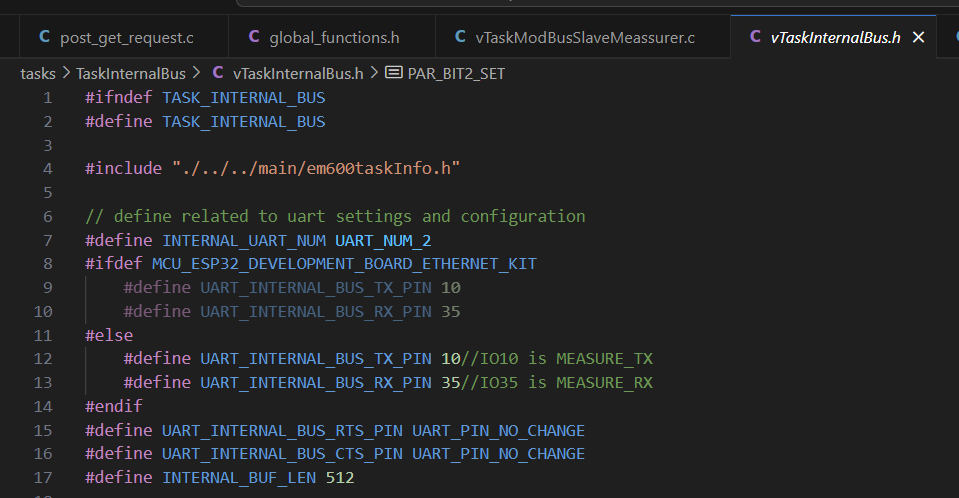 C post_get_request.c C global_functions.h C vTaskModBusSlaveMeassurer.c C vTaskInternalBus.h
tasks > TaskInternalBus > C vTaskInternalBus.h > PAR_BIT2_SET
1 #ifndef TASK_INTERNAL_BUS
2 #define TASK_INTERNAL_BUS
3
4 #include "./../../main/em600taskInfo.h"
5
6 // define related to uart settings and configuration
7 #define INTERNAL_UART_NUM UART_NUM_2
8 #ifdef MCU_ESP32_DEVELOPMENT_BOARD_ETHERNET_KIT
9 #define UART_INTERNAL_BUS_TX_PIN 10
10 #define UART_INTERNAL_BUS_RX_PIN 35
11 #else
12 #define UART_INTERNAL_BUS_TX_PIN 10//IO10 is MEASURE_TX
13 #define UART_INTERNAL_BUS_RX_PIN 35//IO35 is MEASURE_RX
14 #endif
15 #define UART_INTERNAL_BUS_RTS_PIN UART_PIN_NO_CHANGE
16 #define UART_INTERNAL_BUS_CTS_PIN UART_PIN_NO_CHANGE
17 #define INTERNAL_BUF_LEN 512